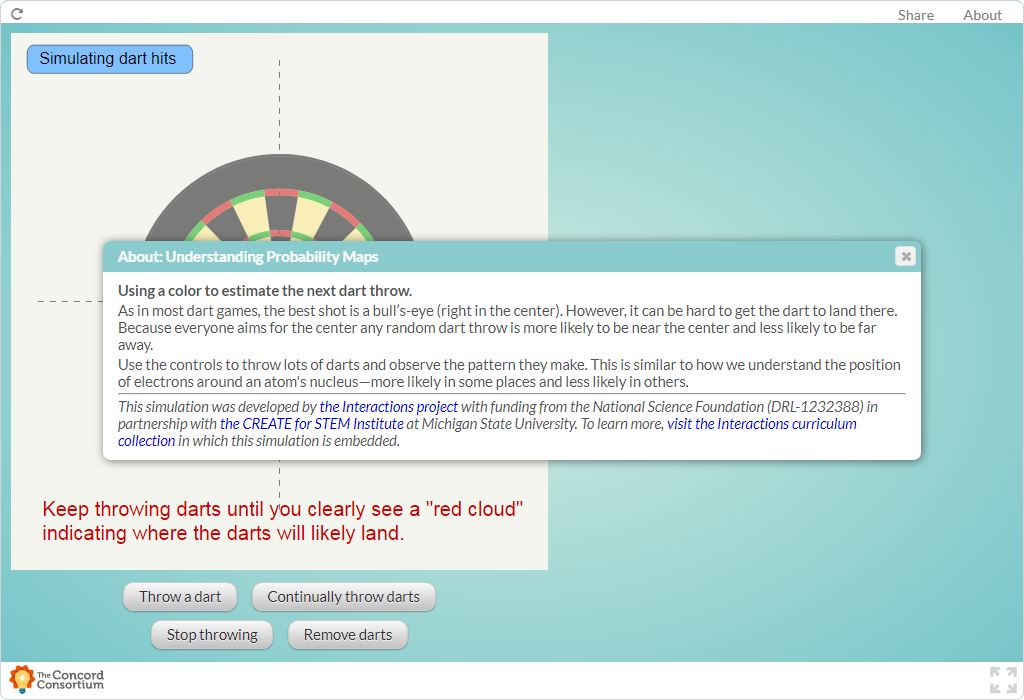 Share About
Simulating dart hits
About: Understanding Probability Maps
Using a color to estimate the next dart throw.
As in most dart games, the best shot is a bull’s-eye (right in the center). However, it can be hard to get the dart to land there.
Because everyone aims for the center any random dart throw is more likely to be near the center and less likely to be far
away.
Use the controls to throw lots of darts and observe the pattern they make. This is similar to how we understand the position
of electrons around an atom's nucleus—more likely in some places and less likely in others.
This simulation was developed by the Interactions project with funding from the National Science Foundation (DRL-1232388) in
partnership with the CREATE for STEM Institute at Michigan State University. To learn more, visit the Interactions curriculum
collection in which this simulation is embedded.
Keep throwing darts until you clearly see a "red cloud"
indicating where the darts will likely land.
Throw a dart Continually throw darts
Stop throwing Remove darts
The Concord
Consortium